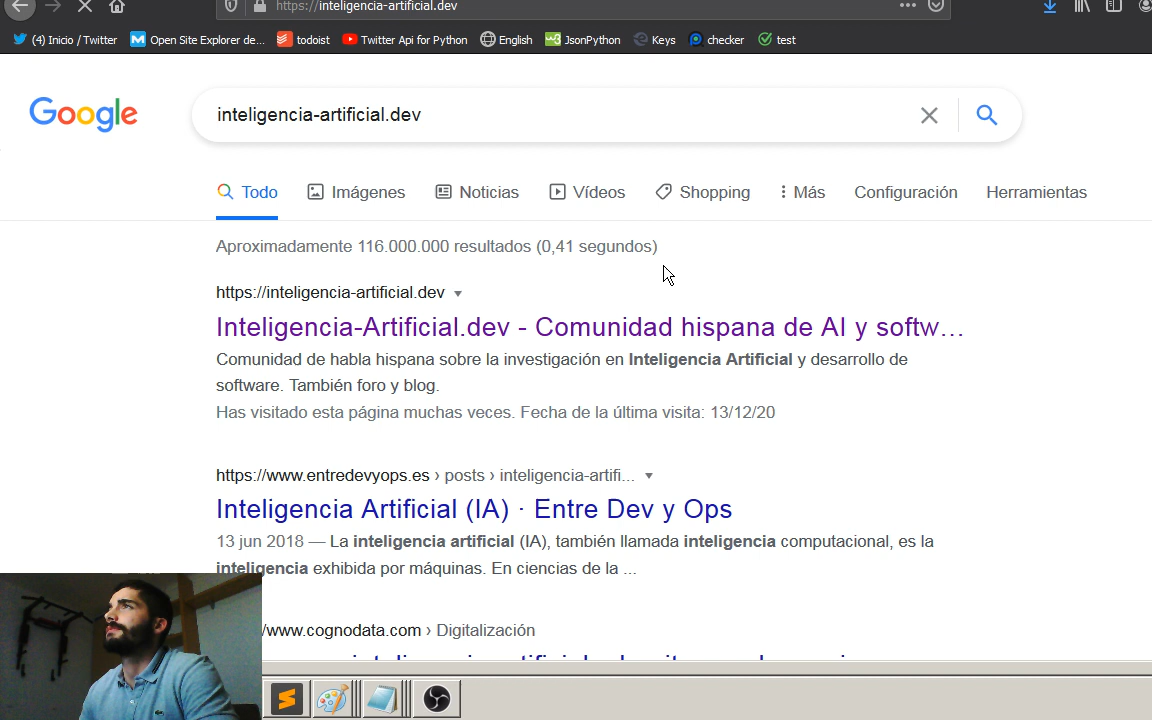 https://inteligencia-artificial.dev
(4) Inicio / Twitter Open Site Explorer de... todoist Twitter Api for Python English JsonPython Keys checker test
Google
inteligencia-artificial.dev
Todo Imágenes Noticias Vídeos Shopping Más Configuración Herramientas
Aproximadamente 116.000.000 resultados (0,41 segundos)
https://inteligencia-artificial.dev
Inteligencia-Artificial.dev - Comunidad hispana de AI y softw...
Comunidad de habla hispana sobre la investigación en Inteligencia Artificial y desarrollo de
software. También foro y blog.
Has visitado esta página muchas veces. Fecha de la última visita: 13/12/20
https://www.entredevyops.es › posts › inteligencia-artifi...
Inteligencia Artificial (IA) · Entre Dev y Ops
13 jun 2018 — La inteligencia artificial (IA), también llamada inteligencia computacional, es la
inteligencia exhibida por máquinas. En ciencias de la ...
/www.cognodata.com › Digitalización